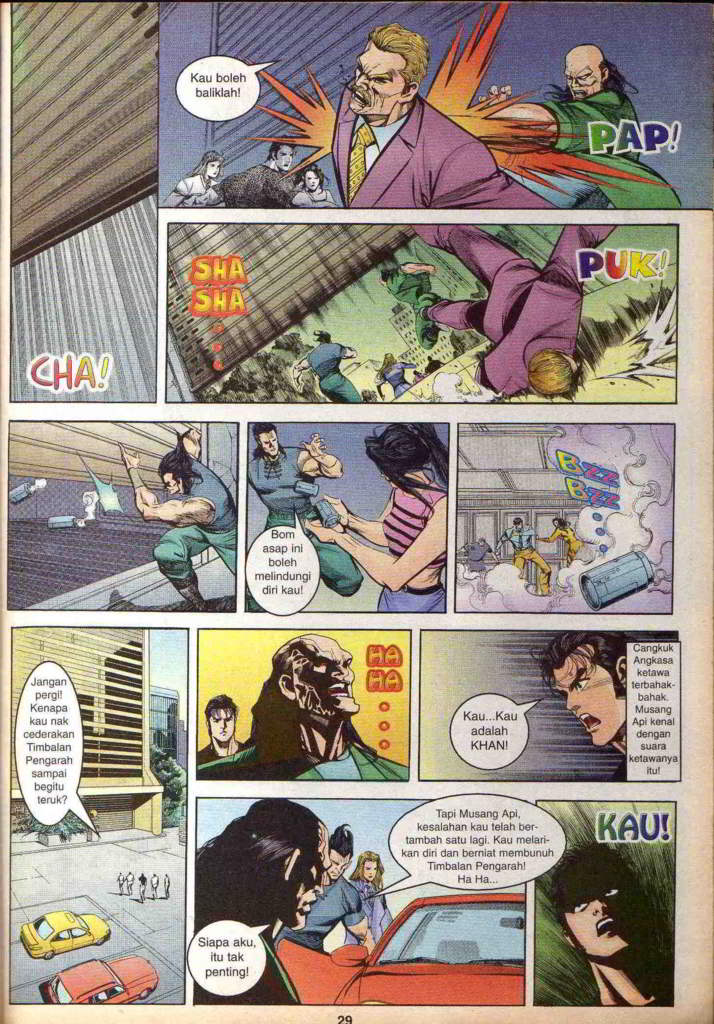 Kau boleh
baliklah!
PAP!
CHA!
SHA
SHA
PUK!
Bom
asap ini
boleh
melindungi
diri kau!
BZZ
BZZ
Jangan
pergi!
Kenapa
kau nak
cederakan
Timbalan
Pengarah
sampai
begitu
teruk?
HA
HA
Kau...Kau
adalah
KHAN!
Cangkuk
Angkasa
ketawa
terbahak-
bahak.
Musang
Api kenal
dengan
suara
ketawanya
itu!
Tapi Musang Api,
kesalahan kau telah ber-
tambah satu lagi. Kau melari-
kan diri dan berniat membunuh
Timbalan Pengarah!
Ha Ha...
Siapa aku,
itu tak
penting!
KAU!
29